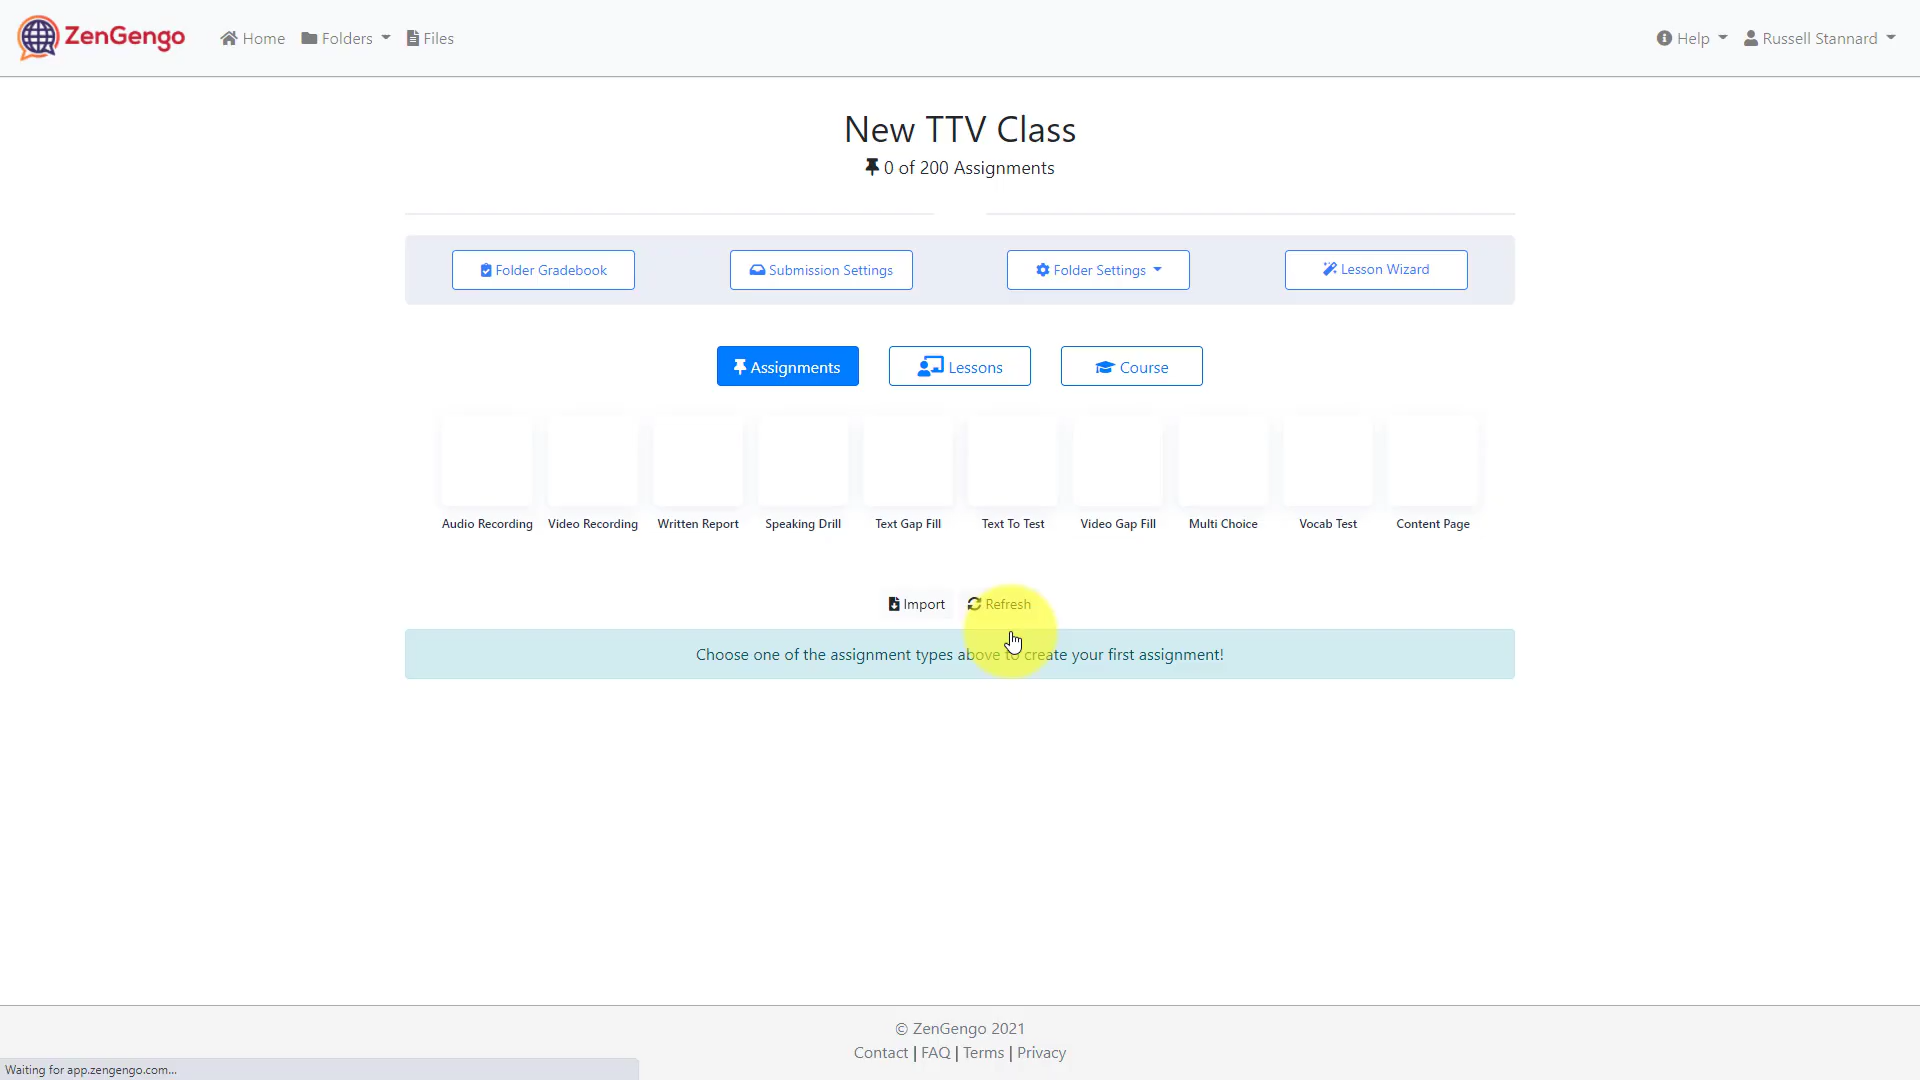 ZenGengo Home Folders Files Help Russell Stannard
New TTV Class
0 of 200 Assignments
Folder Gradebook Submission Settings Folder Settings Lesson Wizard
Assignments Lessons Course
Audio Recording Video Recording Written Report Speaking Drill Text Gap Fill Text To Test Video Gap Fill Multi Choice Vocab Test Content Page
Import Refresh
Choose one of the assignment types above to create your first assignment!
© ZenGengo 2021
Contact | FAQ | Terms | Privacy
Waiting for app.zengengo.com...